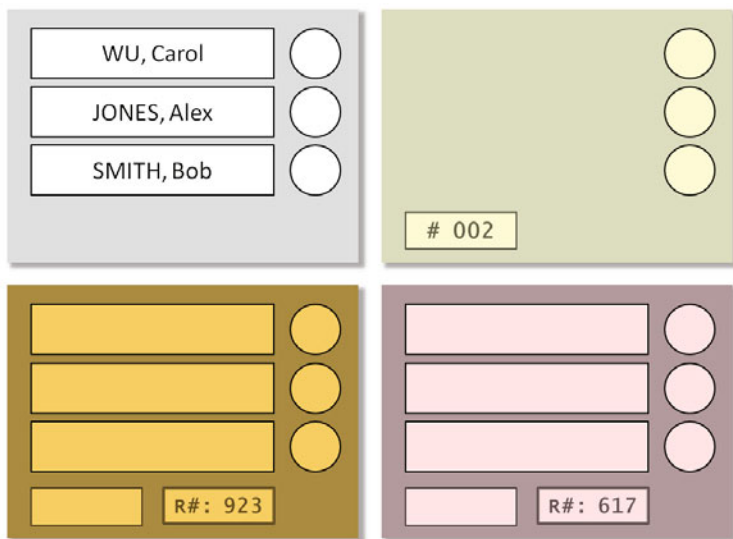 WU, Carol
JONES, Alex
SMITH, Bob
# 002
R#: 923
R#: 617